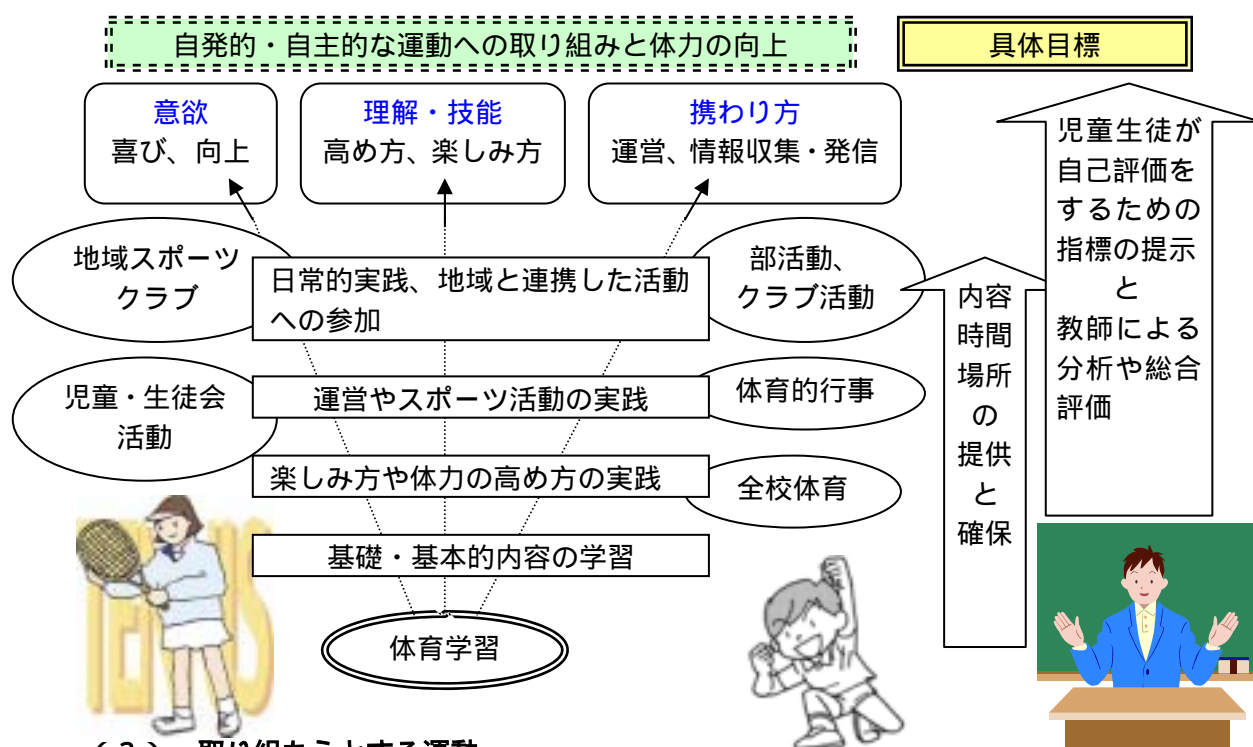 自発的・自主的な運動への取り組みと体力の向上
具体目標
意欲
喜び、向上
理解・技能
高め方、楽しみ方
携わり方
運営、情報収集・発信
地域スポーツ
クラブ
日常的実践、地域と連携した活動
への参加
部活動、
クラブ活動
児童・生徒会
活動
運営やスポーツ活動の実践
体育的行事
楽しみ方や体力の高め方の実践
全校体育
基礎・基本的内容の学習
体育学習
内容
時間
場所
の
提供
と
確保
児童生徒が
自己評価を
するための
指標の提示
と
教師による
分析や総合
評価
取り組もうとする運動